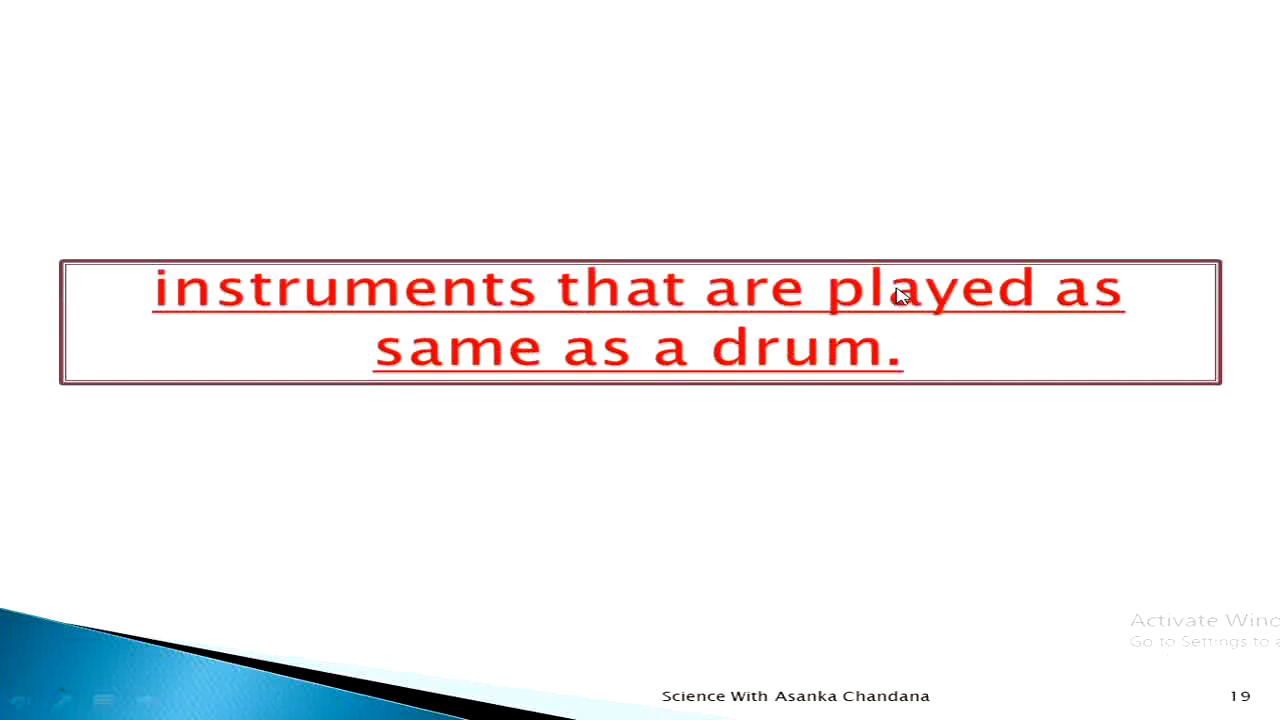 instruments that are played as
same as a drum.
Activate Wind
Go to Settings to a
Science With Asanka Chandana
19